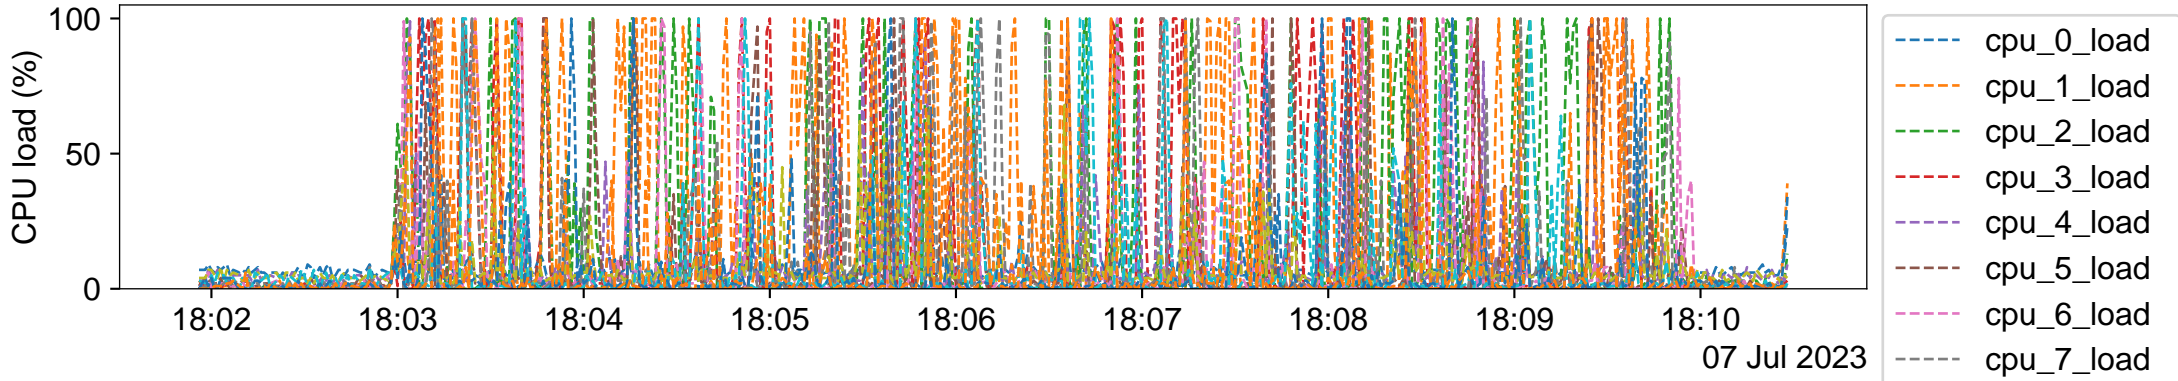 CPU load (%)
100
50
0
18:02 18:03 18:04 18:05 18:06 18:07 18:08 18:09 18:10
07 Jul 2023
cpu_0_load
cpu_1_load
cpu_2_load
cpu_3_load
cpu_4_load
cpu_5_load
cpu_6_load
cpu_7_load